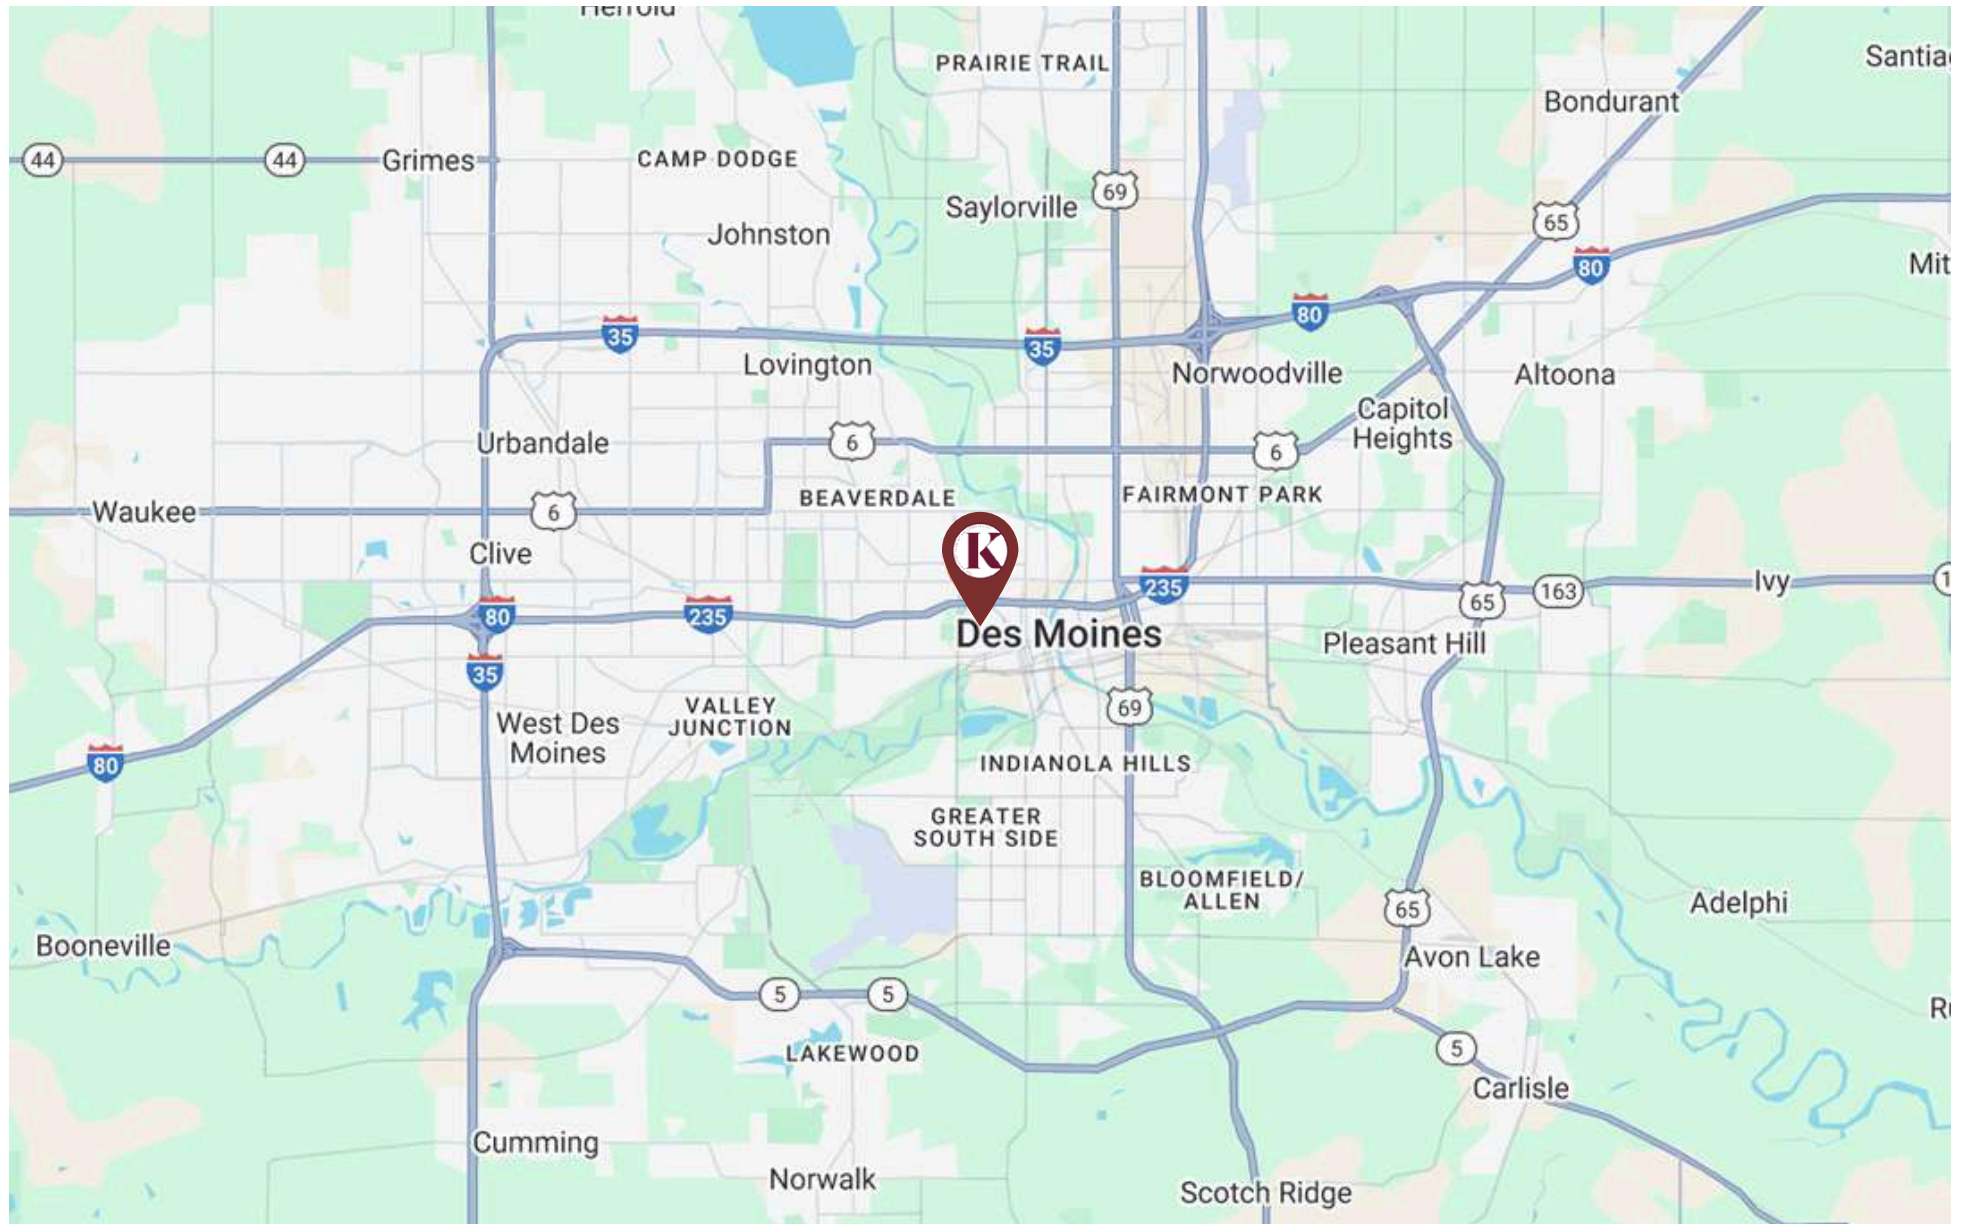 Herrold
PRAIRIE TRAIL
Bondurant
44
44
Grimes
CAMP DODGE
69
Saylorville
65
Johnston
80
80
35
35
Lovington
Norwoodville
Altoona
Capitol
Heights
Urbandale
6
6
BEAVERDALE
FAIRMONT PARK
Waukee
6
Clive
K
235
65
163
Ivy
80
235
Des Moines
Pleasant Hill
35
69
VALLEY
JUNCTION
West Des
Moines
80
INDIANOLA HILLS
GREATER
SOUTH SIDE
BLOOMFIELD/
ALLEN
65
Adelphi
Booneville
Avon Lake
5
5
LAKEWOOD
5
Carlisle
Cumming
Norwalk
Scotch Ridge